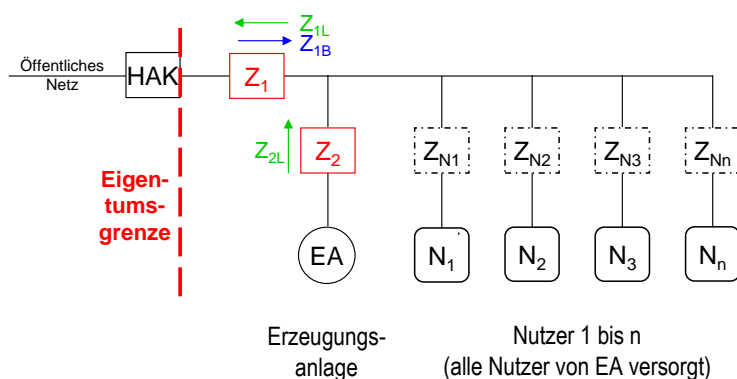 Z1L
Z1B
Öffentliches
Netz
HAK
Z1
Z2L
Z2
ZN1
ZN2
ZN3
ZNn
Eigen-
tums-
grenze
EA
N1
N2
N3
Nn
Erzeugungs-
anlage
Nutzer 1 bis n
(alle Nutzer von EA versorgt)